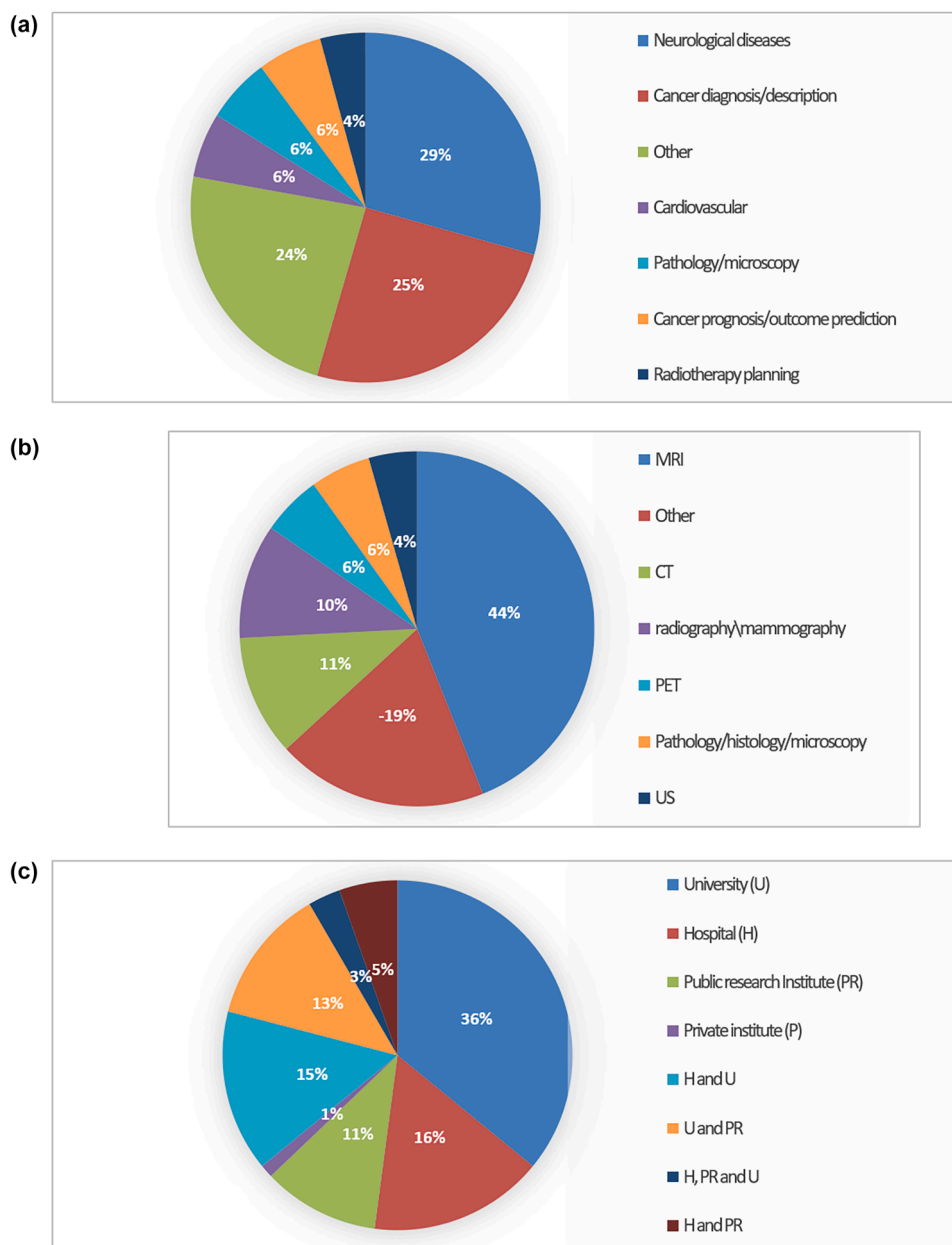 (a)
Neurological diseases
Cancer diagnosis/description
Other
Cardiovascular
Pathology/microscopy
Cancer prognosis/outcome prediction
Radiotherapy planning
29%
25%
24%
6%
6%
6%
4%
(b)
MRI
Other
CT
radiography\mammography
PET
Pathology/histology/microscopy
US
44%
-19%
11%
10%
6%
6%
4%
(c)
University (U)
Hospital (H)
Public research Institute (PR)
Private institute (P)
H and U
U and PR
H, PR and U
H and PR
36%
16%
11%
1%
15%
13%
3%
5%